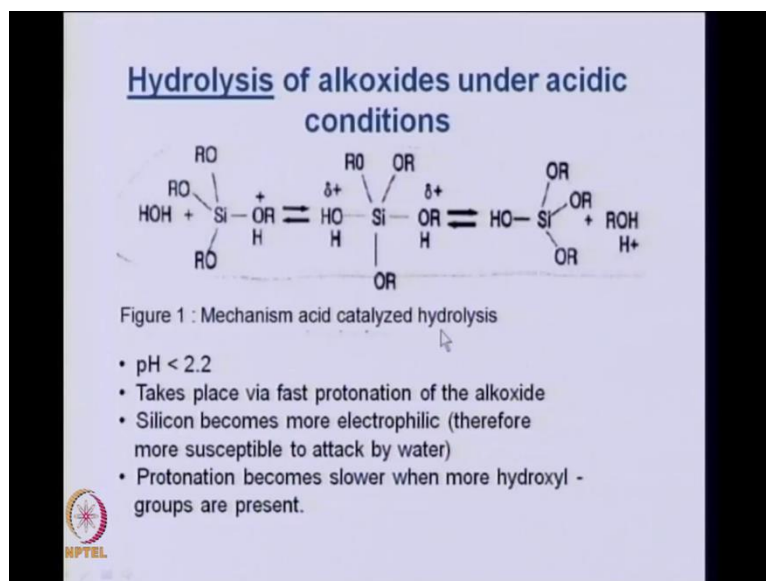 Hydrolysis of alkoxides under acidic
conditions
RO
RO
HOH + Si — OR
+
H
RO
RO OR
δ+ δ+
HO — Si — OR
H H
OR
OR
HO — Si OR + ROH
OR H+
Figure 1 : Mechanism acid catalyzed hydrolysis
• pH < 2.2
• Takes place via fast protonation of the alkoxide
• Silicon becomes more electrophilic (therefore
more susceptible to attack by water)
• Protonation becomes slower when more hydroxyl -
groups are present.
NPTEL